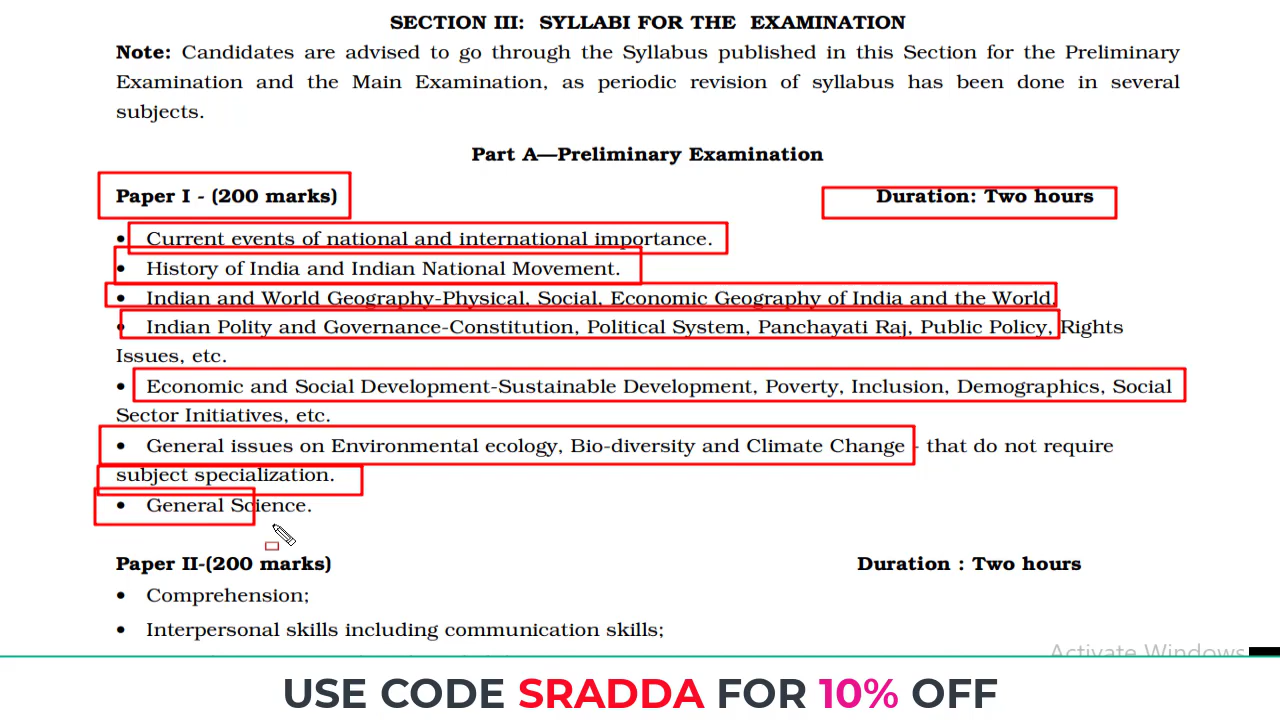 SECTION III: SYLLABI FOR THE EXAMINATION
Note: Candidates are advised to go through the Syllabus published in this Section for the Preliminary
Examination and the Main Examination, as periodic revision of syllabus has been done in several
subjects.
Part A—Preliminary Examination
Paper I - (200 marks) Duration: Two hours
• Current events of national and international importance.
• History of India and Indian National Movement.
• Indian and World Geography-Physical, Social, Economic Geography of India and the World.
• Indian Polity and Governance-Constitution, Political System, Panchayati Raj, Public Policy, Rights
Issues, etc.
• Economic and Social Development-Sustainable Development, Poverty, Inclusion, Demographics, Social
Sector Initiatives, etc.
• General issues on Environmental ecology, Bio-diversity and Climate Change - that do not require
subject specialization.
• General Science.
Paper II-(200 marks) Duration : Two hours
• Comprehension;
• Interpersonal skills including communication skills;
Activate Windows
USE CODE SRADDA FOR 10% OFF